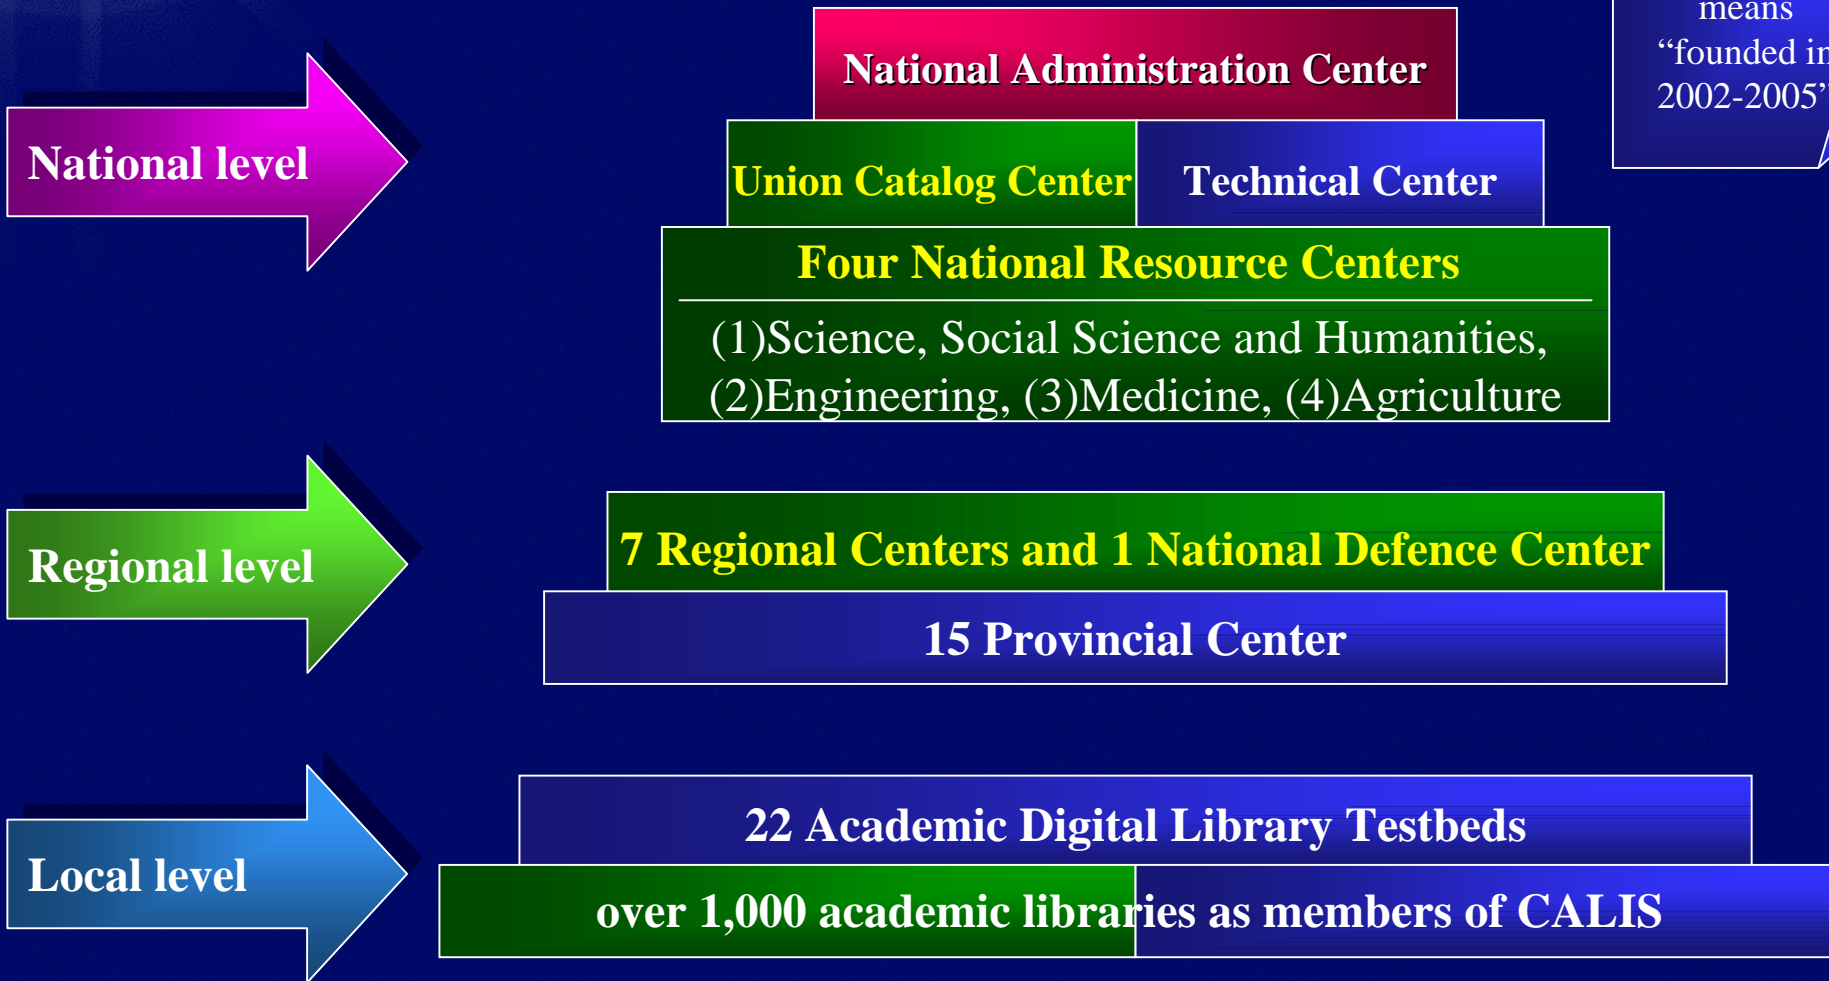 means
“founded in
2002-2005”
National Administration Center
National level
Union Catalog Center
Technical Center
Four National Resource Centers
(1)Science, Social Science and Humanities,
(2)Engineering, (3)Medicine, (4)Agriculture
Regional level
7 Regional Centers and 1 National Defence Center
15 Provincial Center
Local level
22 Academic Digital Library Testbeds
over 1,000 academic libraries as members of CALIS